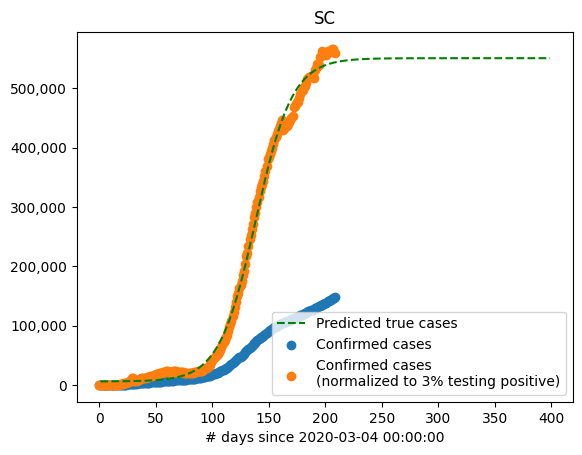 SC
500,000
400,000
300,000
200,000
100,000
0
Predicted true cases
Confirmed cases
Confirmed cases
(normalized to 3% testing positive)
0 50 100 150 200 250 300 350 400
# days since 2020-03-04 00:00:00